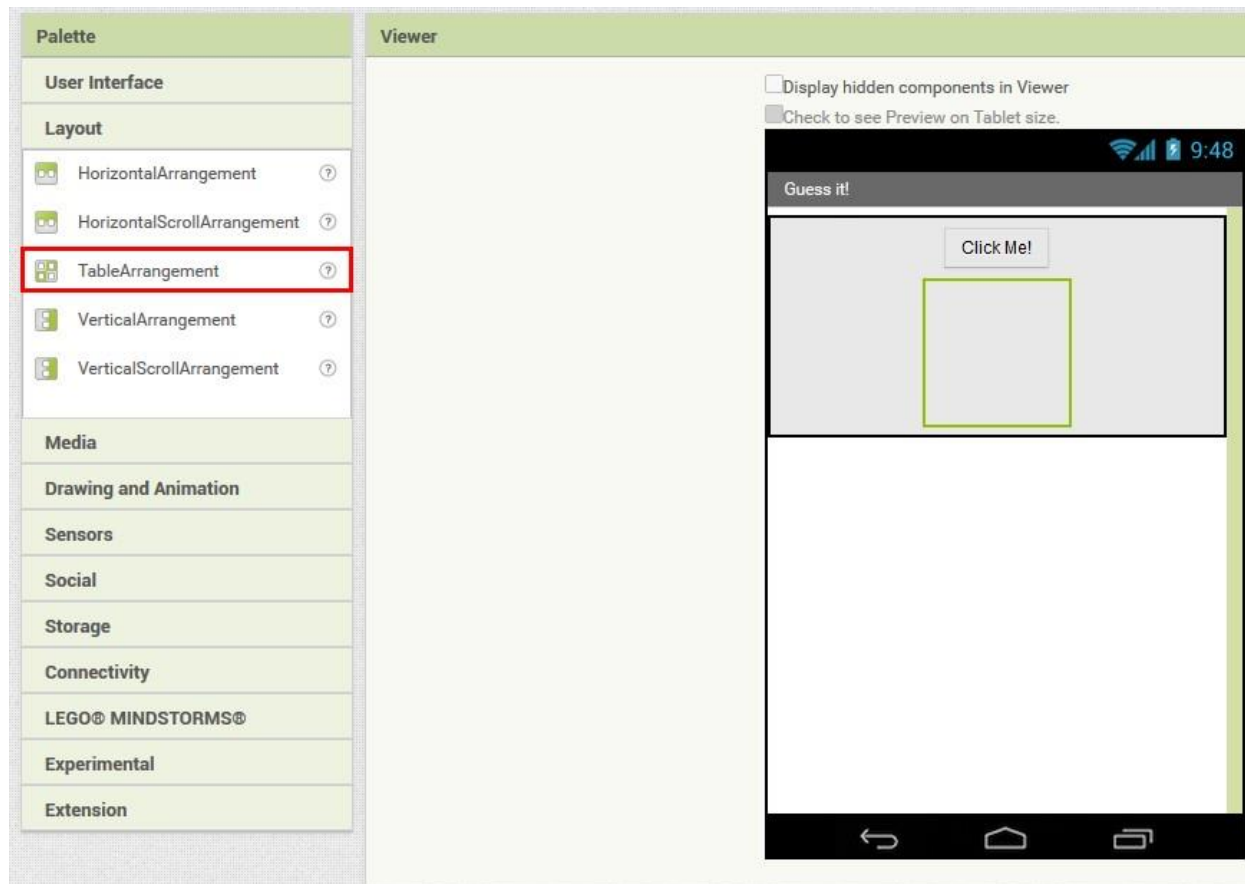 Palette
User Interface
Layout
HorizontalArrangement ?
HorizontalScrollArrangement ?
TableArrangement ?
VerticalArrangement ?
VerticalScrollArrangement ?
Media
Drawing and Animation
Sensors
Social
Storage
Connectivity
LEGO® MINDSTORMS®
Experimental
Extension
Viewer
Display hidden components in Viewer
Check to see Preview on Tablet size.
9:48
Guess it!
Click Me!